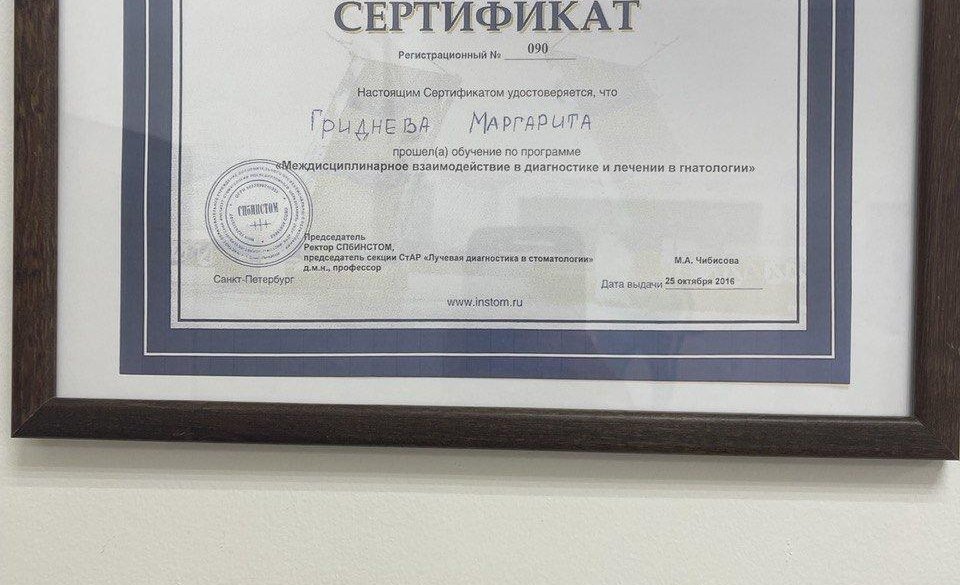 СЕРТИФИКАТ
Регистрационный № 090
Настоящим Сертификатом удостоверяется, что
Гриднева Маргарита
прошел(а) обучение по программе
«Междисциплинарное взаимодействие в диагностике и лечении в гнатологии»
СПбИНСТОМ
Председатель
Ректор СПбИНСТОМ,
председатель секции СтАР «Лучевая диагностика в стоматологии»
д.м.н., профессор
М.А. Чибисова
Санкт-Петербург
Дата выдачи 25 октября 2016
www.instom.ru